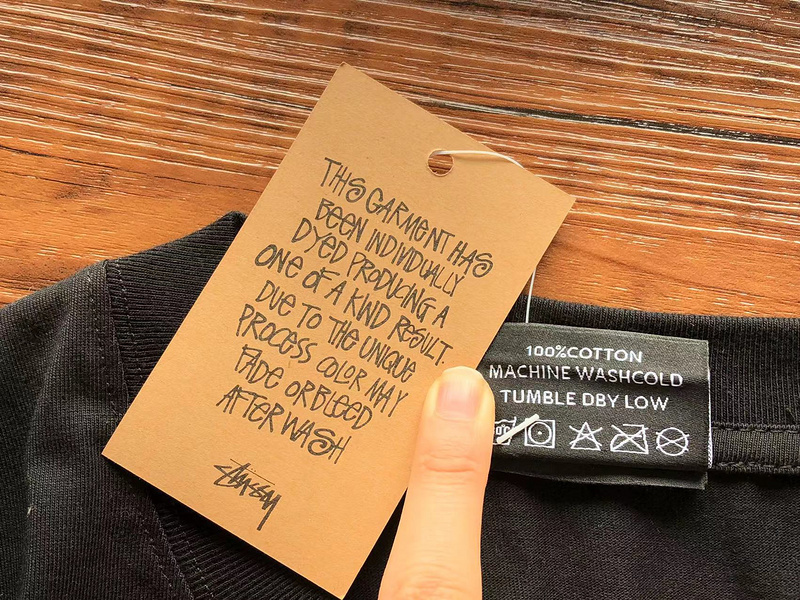 THIS GARMENT HAS
BEEN INDIVIDUALLY
DYED PRODUCING A
ONE OF A KIND RESULT.
DUE TO THE UNIQUE
PROCESS COLOR MAY
FADE OR BLEED
AFTER WASH
STÜSSY
100%COTTON
MACHINE WASHCOLD
TUMBLE DBY LOW